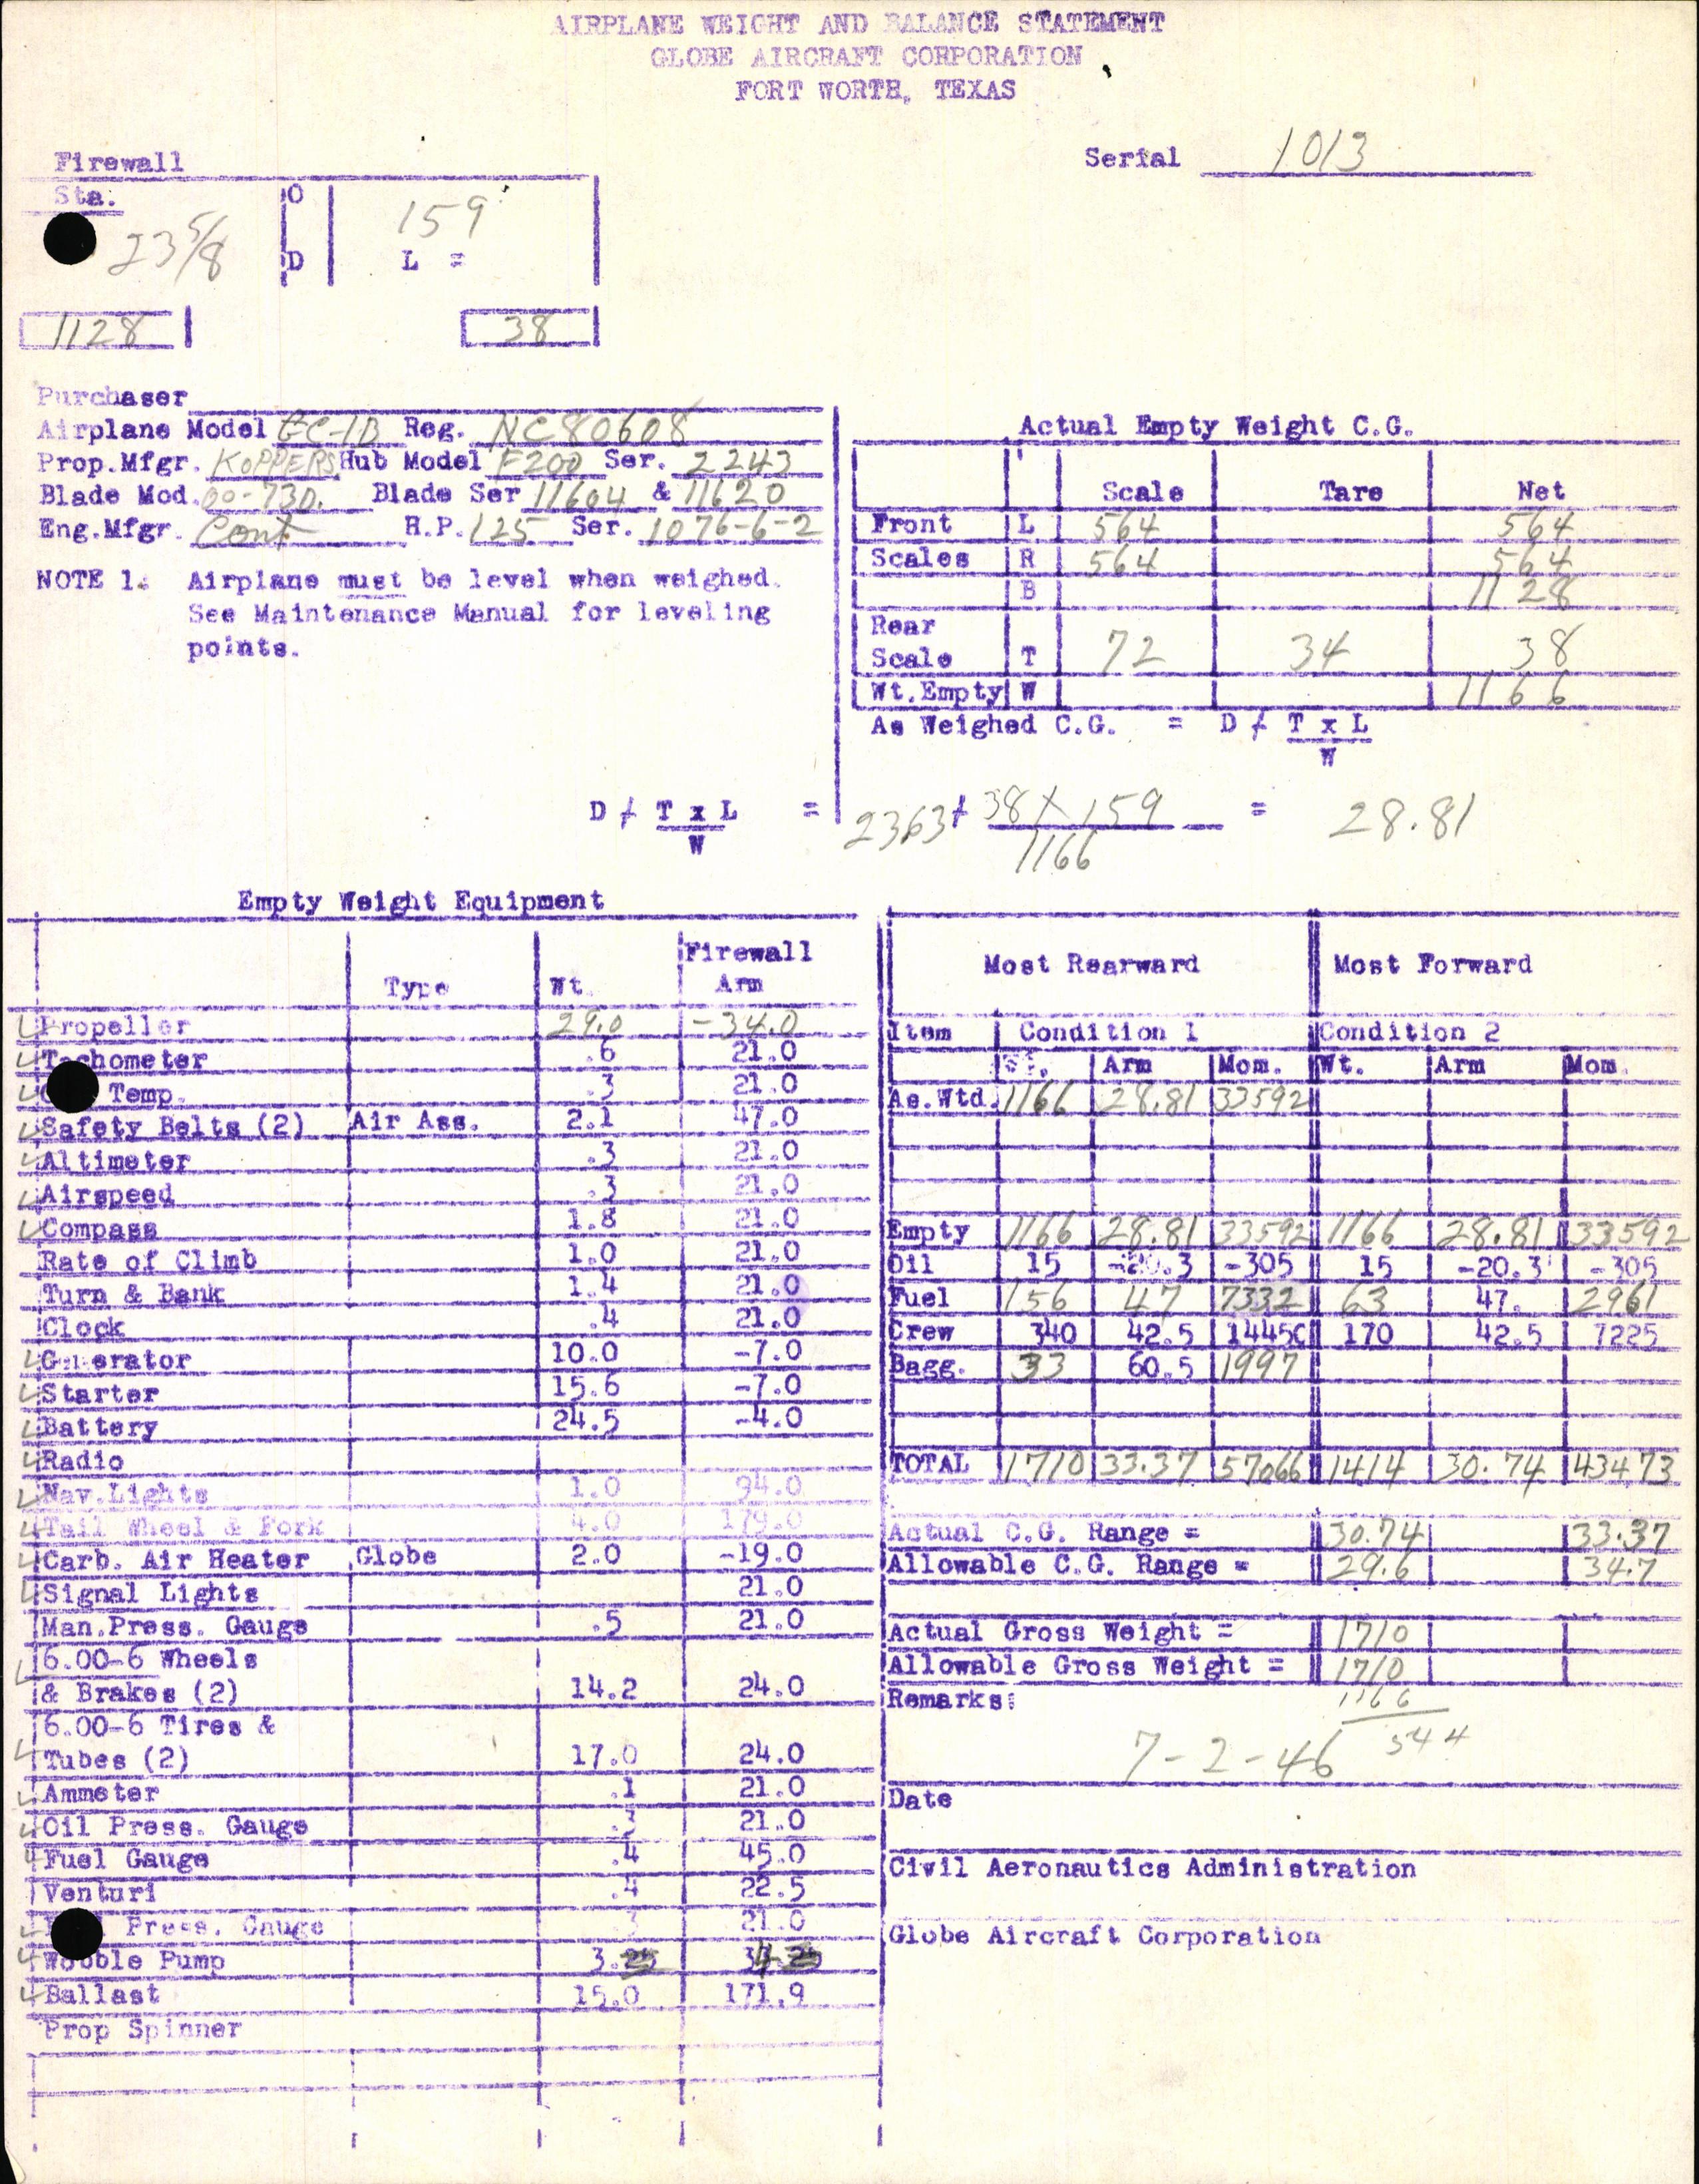 AIRPLANE WEIGHT AND BALANCE STATEMENT
GLOBE AIRCRAFT CORPORATION
FORT WORTH, TEXAS
Serial 1013
Firewall
Sta. O 159
23 5/8 D L =
1128 38
Purchaser
Airplane Model GC-1B Reg. NC80608
Prop.Mfgr. KOPPERS Hub Model F200 Ser. 2243
Blade Mod. 00-73D. Blade Ser 11604 & 11620
Eng.Mfgr. Cont H.P. 125 Ser. 1076-6-2
NOTE 1. Airplane must be level when weighed.
See Maintenance Manual for leveling
points.
Actual Empty Weight C.G.
Scale Tare Net
Front L 564 564
Scales R 564 564
B 1128
Rear
Scale T 72 34 38
Wt.Empty W 1166
As Weighed C.G. = D + T x L
W
D + T x L = 23.63 + 38 X 159 = 28.81
W 1166
Empty Weight Equipment
Type Wt. Firewall Arm
Propeller 29.0 -34.0
Tachometer .6 21.0
Temp. .3 21.0
Safety Belts (2) Air Ass. 2.1 47.0
Altimeter .3 21.0
Airspeed .3 21.0
Compass 1.8 21.0
Rate of Climb 1.0 21.0
Turn & Bank 1.4 21.0
Clock .4 21.0
Generator 10.0 -7.0
Starter 15.6 -7.0
Battery 24.5 -4.0
Radio
Nav.Lights 1.0 94.0
Tail Wheel & Fork 4.0 179.0
Carb. Air Heater Globe 2.0 -19.0
Signal Lights 21.0
Man.Press. Gauge .5 21.0
6.00-6 Wheels
& Brakes (2) 14.2 24.0
6.00-6 Tires &
Tubes (2) 17.0 24.0
Ammeter .1 21.0
Oil Press. Gauge .3 21.0
Fuel Gauge .4 45.0
Venturi .4 22.5
Press. Gauge .3 21.0
Wobble Pump 3.
Ballast 15.0 171.9
Prop Spinner
Most Rearward Most Forward
Item Condition 1 Condition 2
Wt. Arm Mom. Wt. Arm Mom.
As.Wtd. 1166 28.81 33592
Empty 1166 28.81 33592 1166 28.81 33592
Oil 15 -20.3 -305 15 -20.3 -305
Fuel 156 47 7332 63 47. 2961
Crew 340 42.5 14450 170 42.5 7225
Bagg. 33 60.5 1997
TOTAL 1710 33.37 57066 1414 30.74 43473
Actual C.G. Range = 30.74 33.37
Allowable C.G. Range = 29.6 34.7
Actual Gross Weight = 1710
Allowable Gross Weight = 1710
Remarks: 1166
544
7-2-46
Date
Civil Aeronautics Administration
Globe Aircraft Corporation